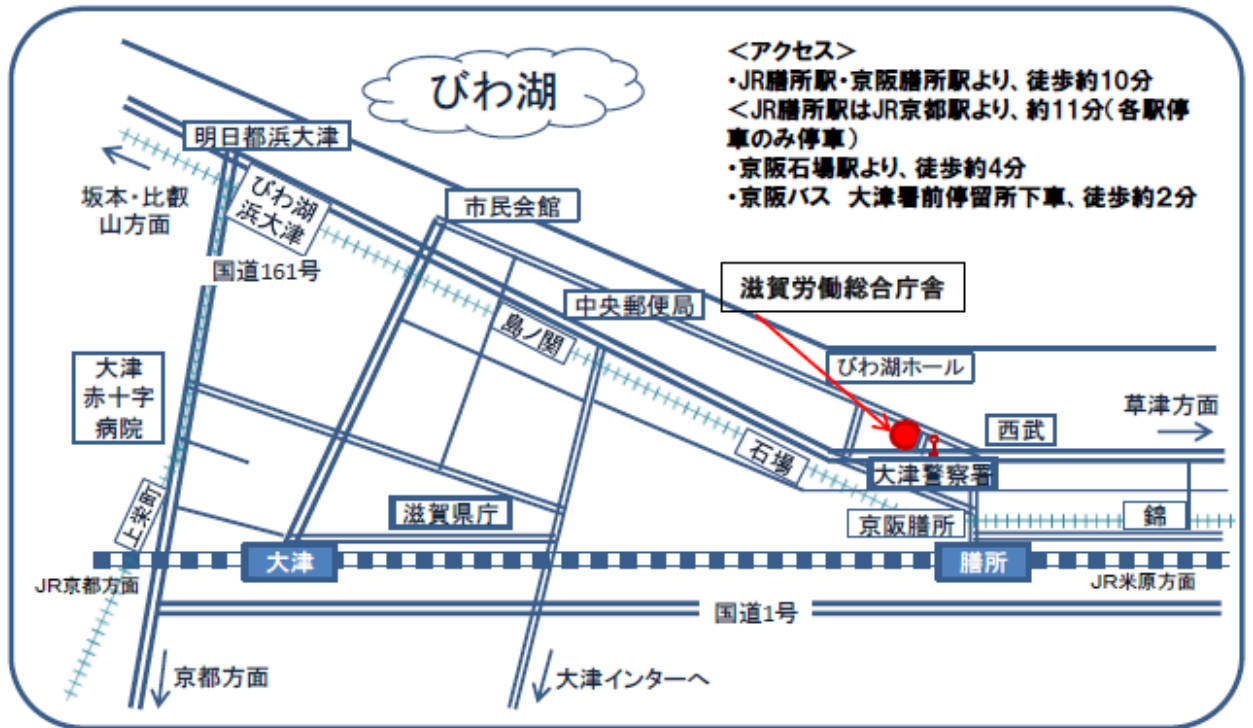 <アクセス>
・JR膳所駅・京阪膳所駅より、徒歩約10分
<JR膳所駅はJR京都駅より、約11分(各駅停
車のみ停車)
・京阪石場駅より、徒歩約4分
・京阪バス 大津署前停留所下車、徒歩約2分
びわ湖
明日都浜大津
坂本・比叡
山方面
びわ湖
浜大津
市民会館
国道161号
中央郵便局
滋賀労働総合庁舎
島ノ関
びわ湖ホール
大津
赤十字
病院
草津方面
西武
石場
大津警察署
上栄町
滋賀県庁
京阪膳所
錦
大津
膳所
JR京都方面
JR米原方面
国道1号
京都方面
大津インターへ